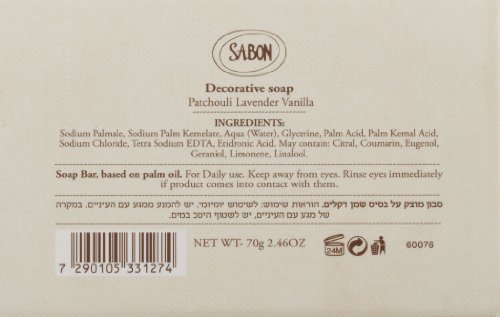 SABON
Decorative soap
Patchouli Lavender Vanilla
INGREDIENTS:
Sodium Palmale, Sodium Palm Kemelate, Aqua (Water), Glycerine, Palm Acid, Palm Kemal Acid,
Sodium Chloride, Tetra Sodium EDTA, Etidronic Acid. May contain: Citral, Coumarin, Eugenol,
Geraniol, Limonene, Linalool.
Soap Bar, based on palm oil. For Daily use. Keep away from eyes. Rinse eyes immediately
if product comes into contact with them.
סבון מוצק על בסיס שמן דקלים. הוראות שימוש: לשימוש יומיומי. יש להמנע ממגע עם העיניים. במקרה
של מגע עם העיניים, יש לשטוף היטב במים.
NET WT- 70g 2.46OZ
24M
60076
7 290105 331274